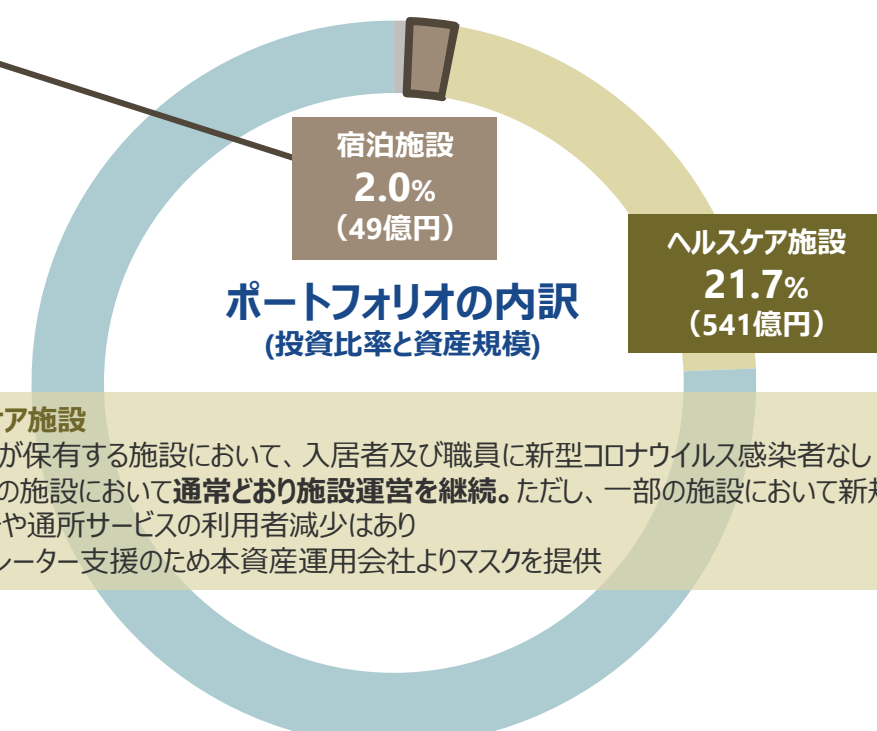 宿泊施設
2.0%
（49億円）
ヘルスケア施設
21.7%
（541億円）
ポートフォリオの内訳
(投資比率と資産規模)
ケア施設
が保有する施設において、入居者及び職員に新型コロナウイルス感染者なし
の施設において通常どおり施設運営を継続。ただし、一部の施設において新規
や通所サービスの利用者減少はあり
レーター支援のため本資産運用会社よりマスクを提供